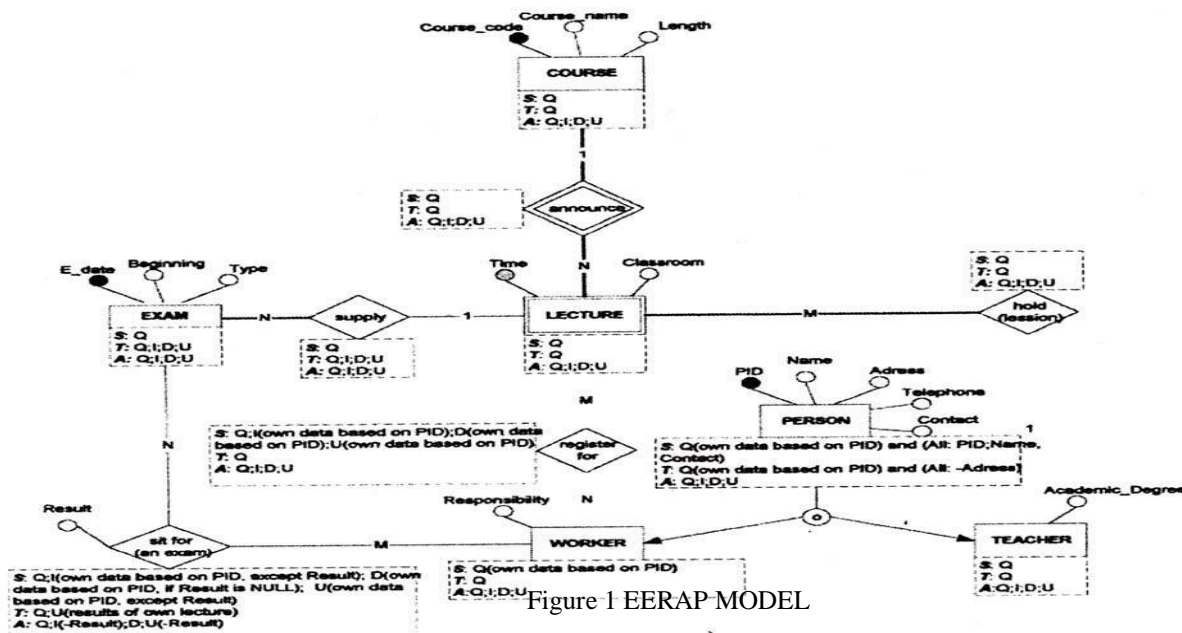 Course_name
Course_code
Length
COURSE
S: Q
T: Q
A: Q;I;D;U
1
S: Q
T: Q
A: Q;I;D;U
announce
N
E_date
Beginning
Type
Time
Classroom
S: Q
T: Q
A: Q;I;D;U
EXAM
N
supply
1
LECTURE
M
hold
(lession)
S: Q
T: Q;I;D;U
A: Q;I;D;U
S: Q
T: Q;I;D;U
A: Q;I;D;U
S: Q
T: Q
A: Q;I;D;U
PID
Name
Adress
Telephone
Contact
PERSON
1
M
N
S: Q;I(own data based on PID);D(own
data based on PID);U(own data based on PID)
T: Q
A: Q;I;D;U
register
for
S: Q(own data based on PID) and (All: PID;Name,
Contact)
T: Q(own data based on PID) and (All: -Adress)
A: Q;I;D;U
N
Responsibility
Academic_Degree
Result
sit for
(an exam)
M
WORKER
o
TEACHER
S: Q(own data based on PID)
T: Q
A:Q;I;D;U
S: Q
T: Q
A: Q;I;D;U
S: Q;I(own data based on PID, except Result); D(own
data based on PID, if Result is NULL); U(own data
based on PID, except Result)
T: Q;U(results of own lecture)
A: Q;I(-Result);D;U(-Result)
Figure 1 EERAP MODEL